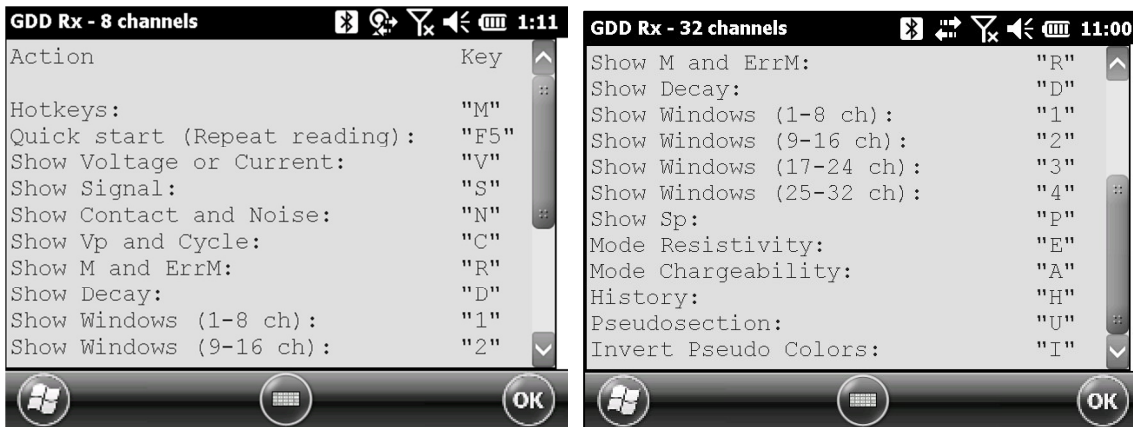 GDD Rx - 8 channels 1:11
Action Key
Hotkeys: "M"
Quick start (Repeat reading): "F5"
Show Voltage or Current: "V"
Show Signal: "S"
Show Contact and Noise: "N"
Show Vp and Cycle: "C"
Show M and ErrM: "R"
Show Decay: "D"
Show Windows (1-8 ch): "1"
Show Windows (9-16 ch): "2"
OK
GDD Rx - 32 channels 11:00
Show M and ErrM: "R"
Show Decay: "D"
Show Windows (1-8 ch): "1"
Show Windows (9-16 ch): "2"
Show Windows (17-24 ch): "3"
Show Windows (25-32 ch): "4"
Show Sp: "P"
Mode Resistivity: "E"
Mode Chargeability: "A"
History: "H"
Pseudosection: "U"
Invert Pseudo Colors: "I"
OK